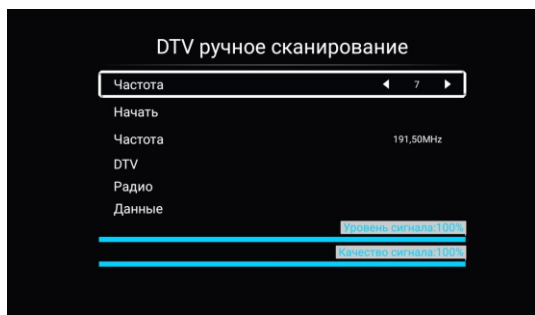 DTV ручное сканирование
Частота 7
Начать
Частота 191,50MHz
DTV
Радио
Данные
Уровень сигнала:100%
Качество сигнала:100%